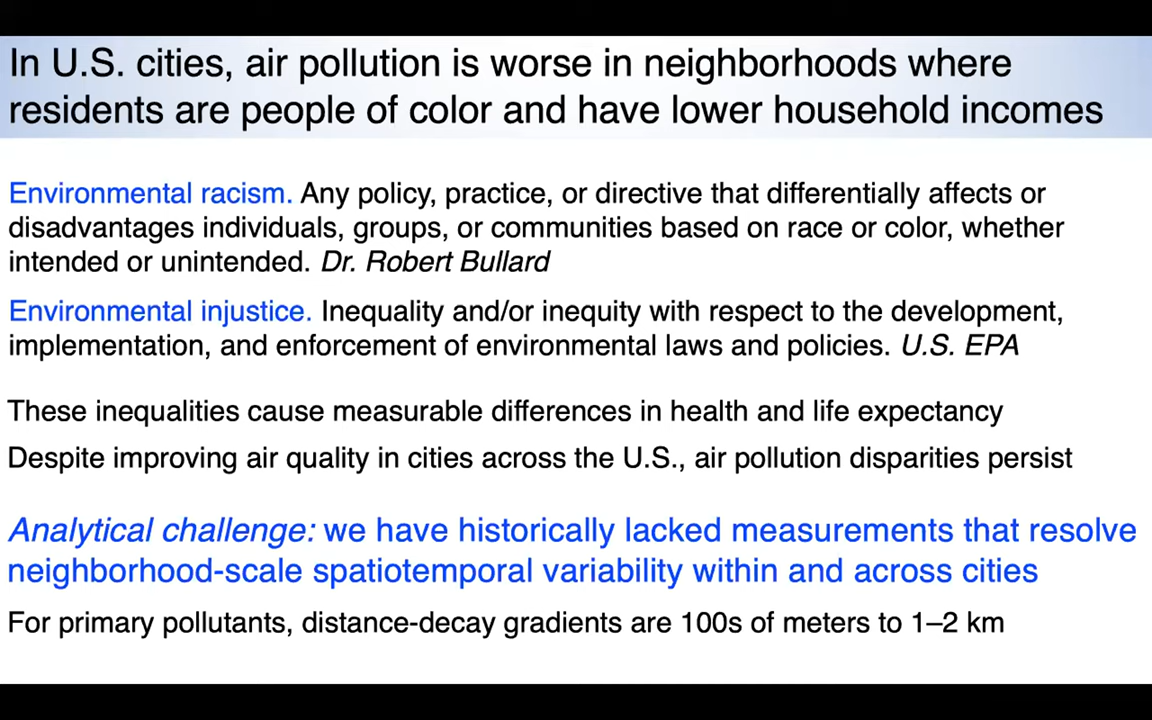 In U.S. cities, air pollution is worse in neighborhoods where
residents are people of color and have lower household incomes
Environmental racism. Any policy, practice, or directive that differentially affects or
disadvantages individuals, groups, or communities based on race or color, whether
intended or unintended. Dr. Robert Bullard
Environmental injustice. Inequality and/or inequity with respect to the development,
implementation, and enforcement of environmental laws and policies. U.S. EPA
These inequalities cause measurable differences in health and life expectancy
Despite improving air quality in cities across the U.S., air pollution disparities persist
Analytical challenge: we have historically lacked measurements that resolve
neighborhood-scale spatiotemporal variability within and across cities
For primary pollutants, distance-decay gradients are 100s of meters to 1–2 km